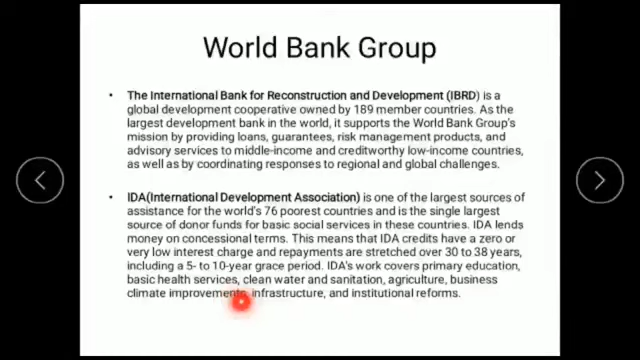 World Bank Group
• The International Bank for Reconstruction and Development (IBRD) is a
global development cooperative owned by 189 member countries. As the
largest development bank in the world, it supports the World Bank Group's
mission by providing loans, guarantees, risk management products, and
advisory services to middle-income and creditworthy low-income countries,
as well as by coordinating responses to regional and global challenges.
• IDA(International Development Association) is one of the largest sources of
assistance for the world's 76 poorest countries and is the single largest
source of donor funds for basic social services in these countries. IDA lends
money on concessional terms. This means that IDA credits have a zero or
very low interest charge and repayments are stretched over 30 to 38 years,
including a 5- to 10-year grace period. IDA's work covers primary education,
basic health services, clean water and sanitation, agriculture, business
climate improvements, infrastructure, and institutional reforms.